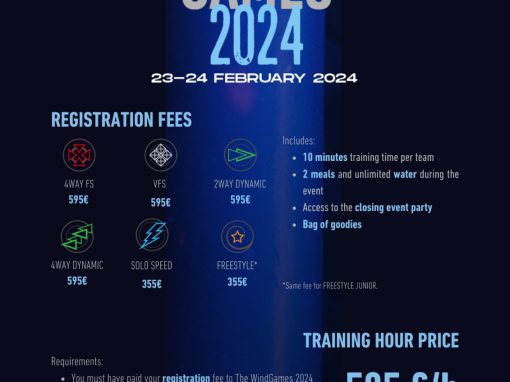 GAMES
2024
23–24 FEBRUARY 2024
REGISTRATION FEES
4WAY FS
595€
VFS
595€
2WAY DYNAMIC
595€
4WAY DYNAMIC
595€
SOLO SPEED
355€
FREESTYLE*
355€
Includes:
• 10 minutes training time per team
• 2 meals and unlimited water during the
event
• Access to the closing event party
• Bag of goodies
*Same fee for FREESTYLE JUNIOR.
TRAINING HOUR PRICE
Requirements:
• You must have paid your registration fee to The WindGames 2024